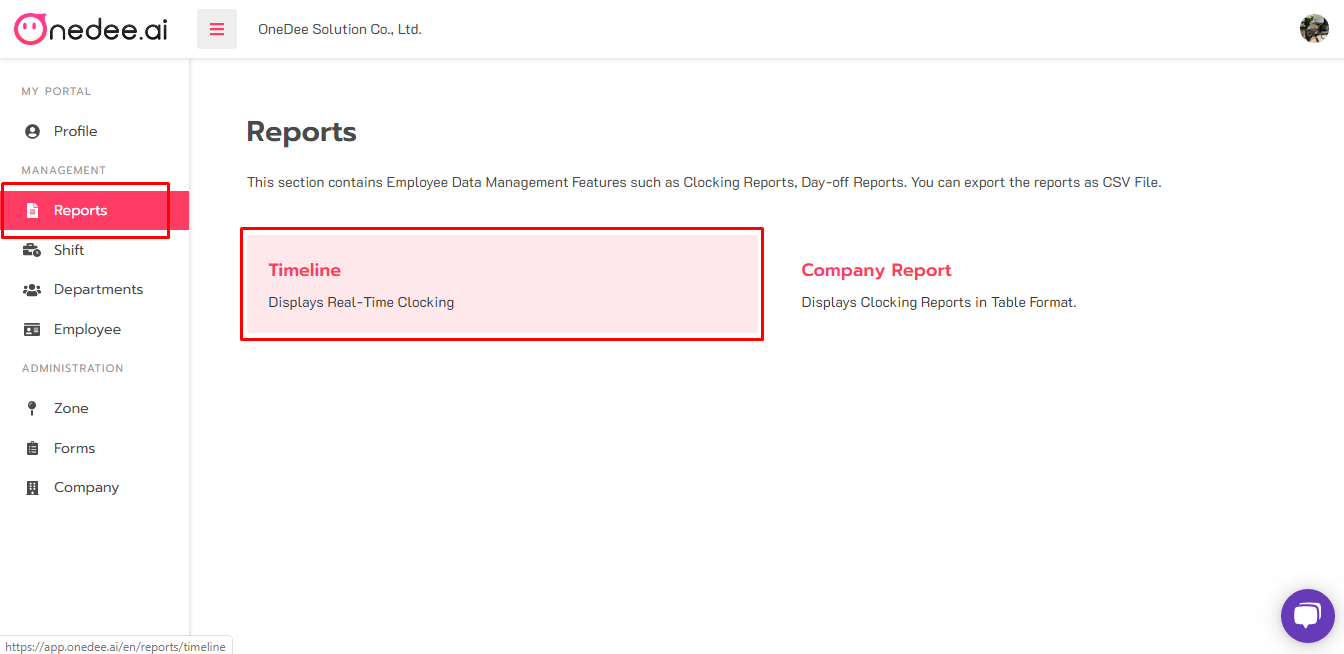 Onedee.ai
OneDee Solution Co., Ltd.
MY PORTAL
Profile
MANAGEMENT
Reports
Shift
Departments
Employee
ADMINISTRATION
Zone
Forms
Company
Reports
This section contains Employee Data Management Features such as Clocking Reports, Day-off Reports. You can export the reports as CSV File.
Timeline
Displays Real-Time Clocking
Company Report
Displays Clocking Reports in Table Format.
https://app.onedee.ai/en/reports/timeline